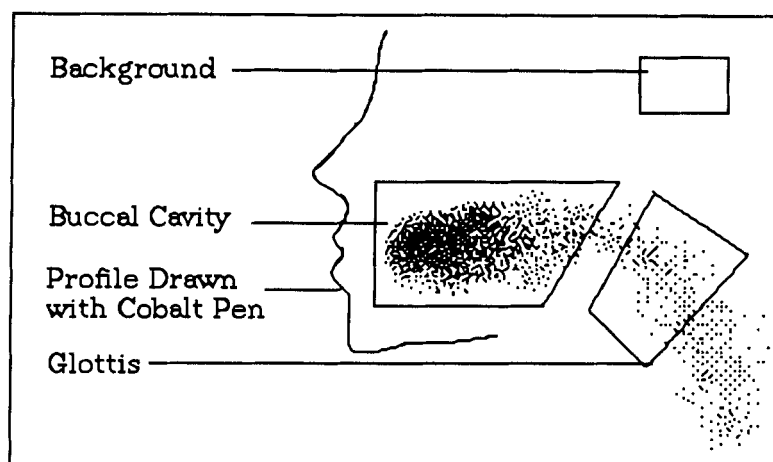 Background
Buccal Cavity
Profile Drawn
with Cobalt Pen
Glottis